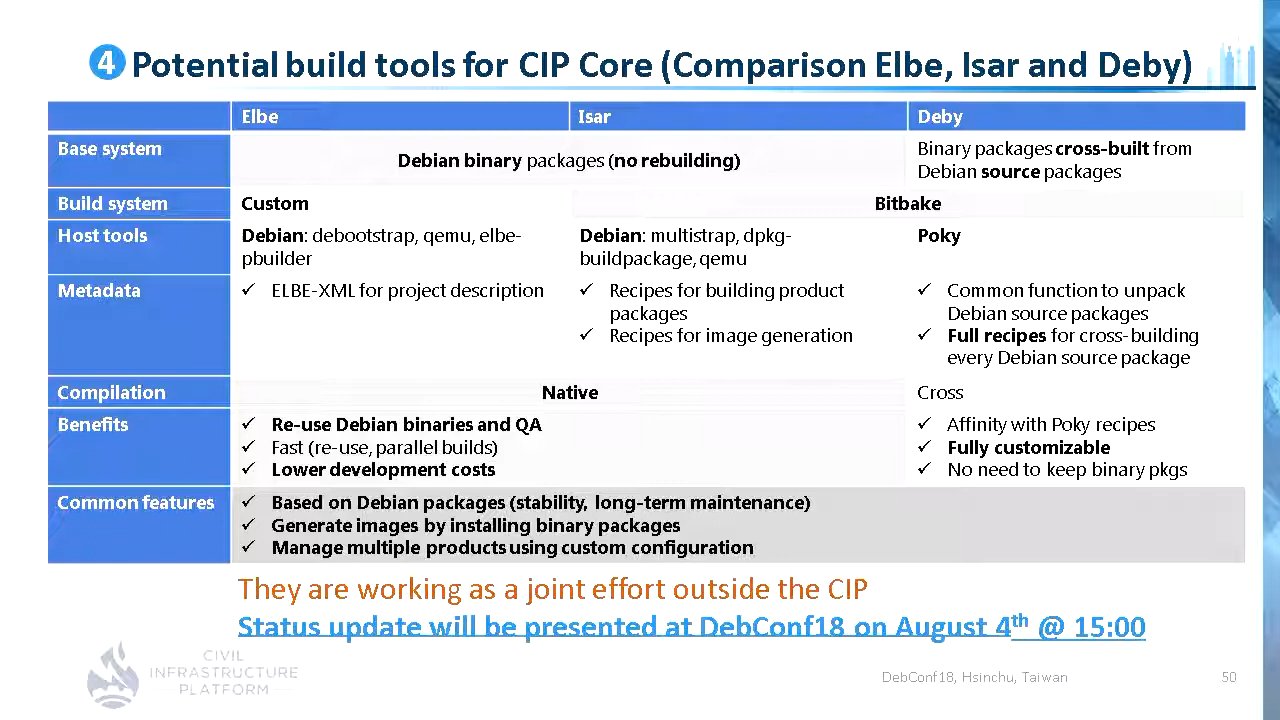 4 Potential build tools for CIP Core (Comparison Elbe, Isar and Deby)
Elbe
Isar
Deby
Base system
Debian binary packages (no rebuilding)
Binary packages cross-built from
Debian source packages
Build system
Custom
Bitbake
Host tools
Debian: debootstrap, qemu, elbe-
pbuilder
Debian: multistrap, dpkg-
buildpackage, qemu
Poky
Metadata
✓ ELBE-XML for project description
✓ Recipes for building product
packages
✓ Recipes for image generation
✓ Common function to unpack
Debian source packages
✓ Full recipes for cross-building
every Debian source package
Compilation
Native
Cross
Benefits
✓ Re-use Debian binaries and QA
✓ Fast (re-use, parallel builds)
✓ Lower development costs
✓ Affinity with Poky recipes
✓ Fully customizable
✓ No need to keep binary pkgs
Common features
✓ Based on Debian packages (stability, long-term maintenance)
✓ Generate images by installing binary packages
✓ Manage multiple products using custom configuration
They are working as a joint effort outside the CIP
Status update will be presented at DebConf18 on August 4th @ 15:00
CIVIL
INFRASTRUCTURE
PLATFORM
DebConf18, Hsinchu, Taiwan
50